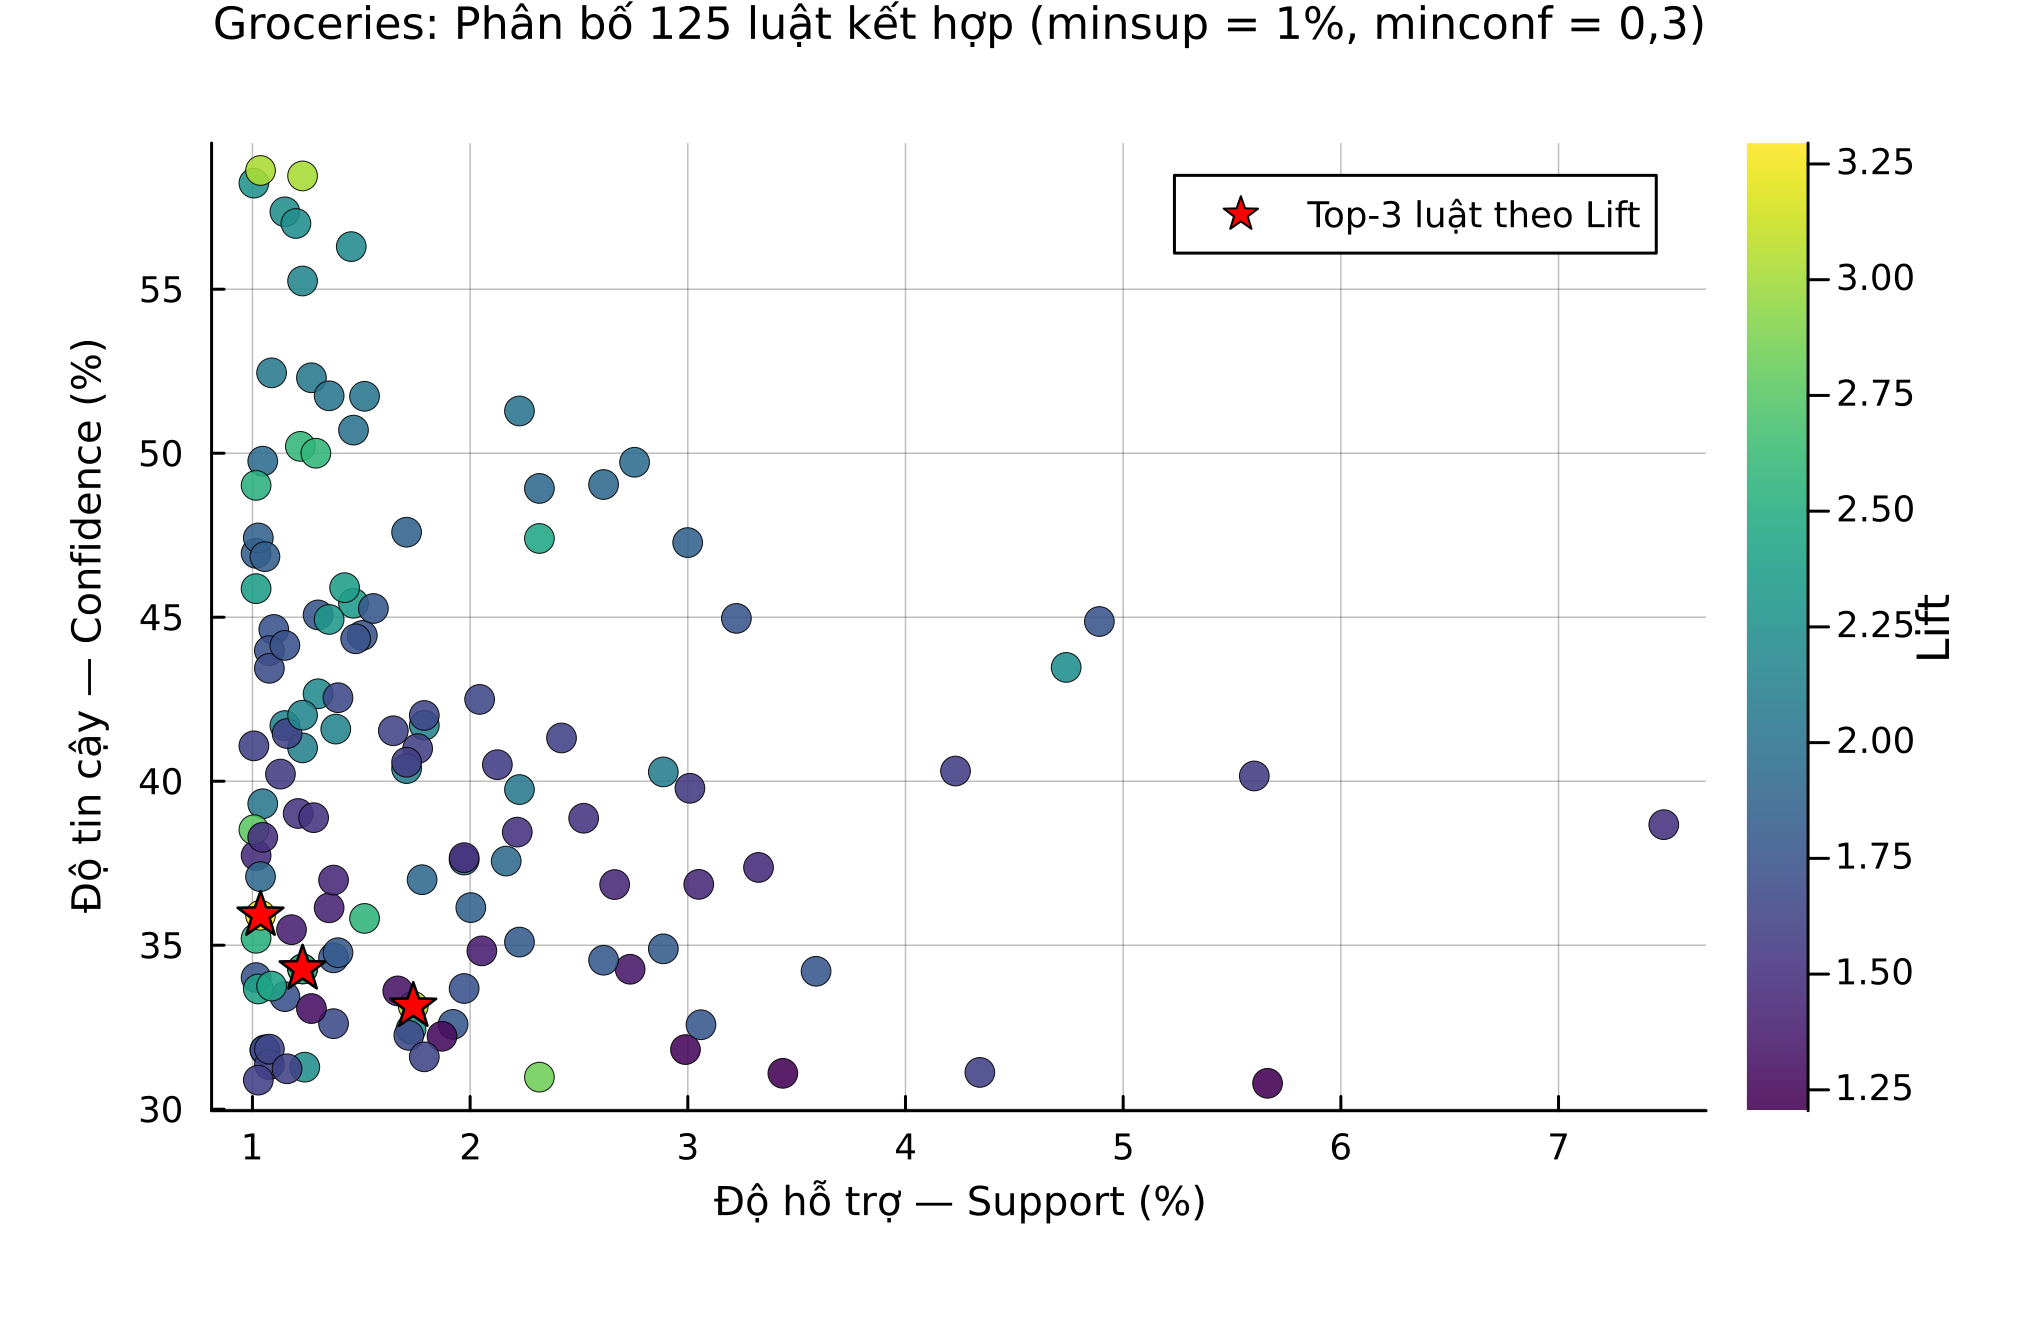 Groceries: Phân bố 125 luật kết hợp (minsup = 1%, minconf = 0,3)
Top-3 luật theo Lift
Độ tin cậy — Confidence (%)
55
50
45
40
35
30
1 2 3 4 5 6 7
Độ hỗ trợ — Support (%)
3.25
3.00
2.75
2.50
2.25
2.00
1.75
1.50
1.25
Lift